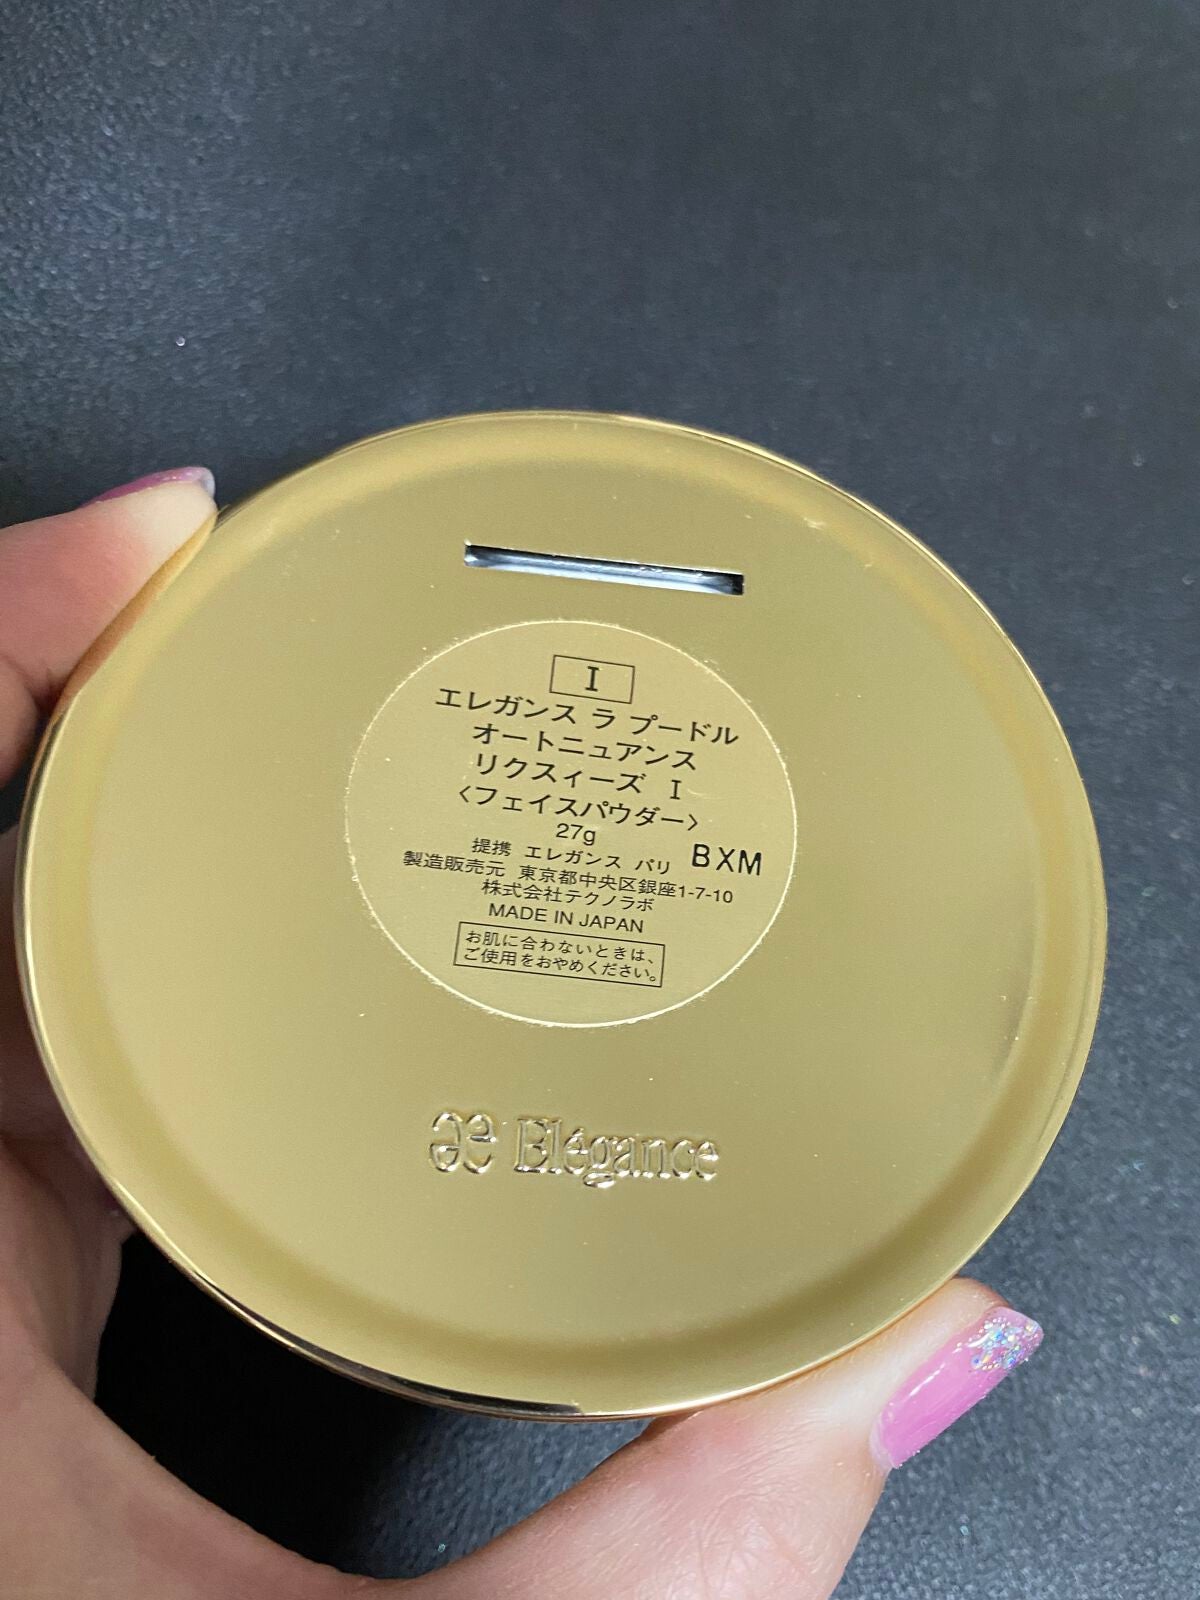 I
エレガンス ラ プードル
オートニュアンス
リクスィーズ I
〈フェイスパウダー〉
27g
提携 エレガンス パリ BXM
製造販売元 東京都中央区銀座1-7-10
株式会社テクノラボ
MADE IN JAPAN
お肌に合わないときは、
ご使用をおやめください。
Elégance